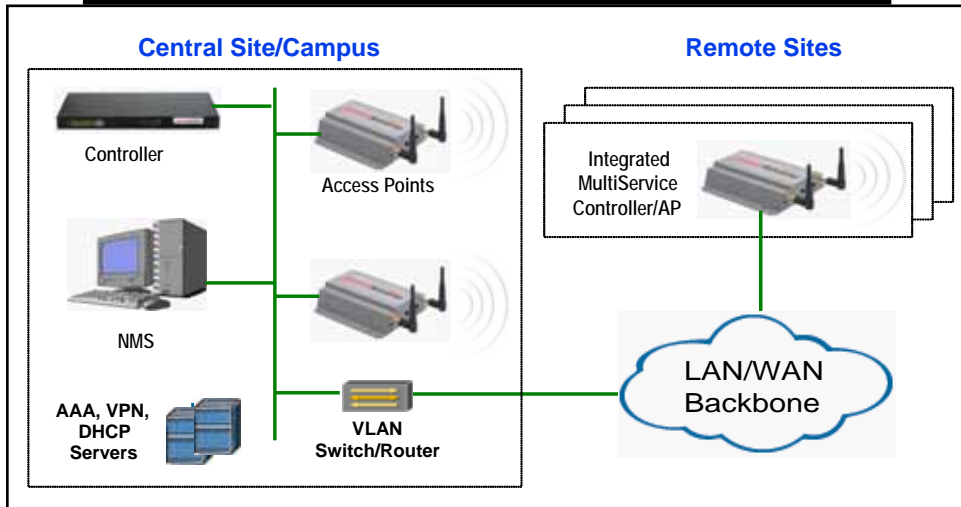 Central Site/Campus
Remote Sites
Controller
Access Points
Integrated
MultiService
Controller/AP
NMS
LAN/WAN
Backbone
AAA, VPN,
DHCP
Servers
VLAN
Switch/Router